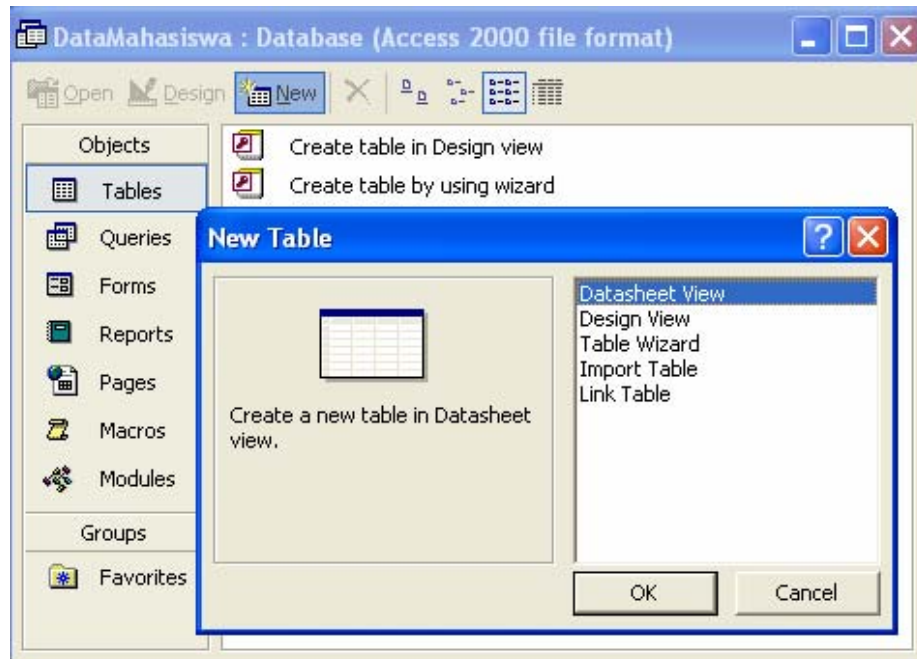 DataMahasiswa : Database (Access 2000 file format)
Open Design New
Objects
Tables
Queries
Forms
Reports
Pages
Macros
Modules
Groups
Favorites
Create table in Design view
Create table by using wizard
New Table
Create a new table in Datasheet
view.
Datasheet View
Design View
Table Wizard
Import Table
Link Table
OK Cancel